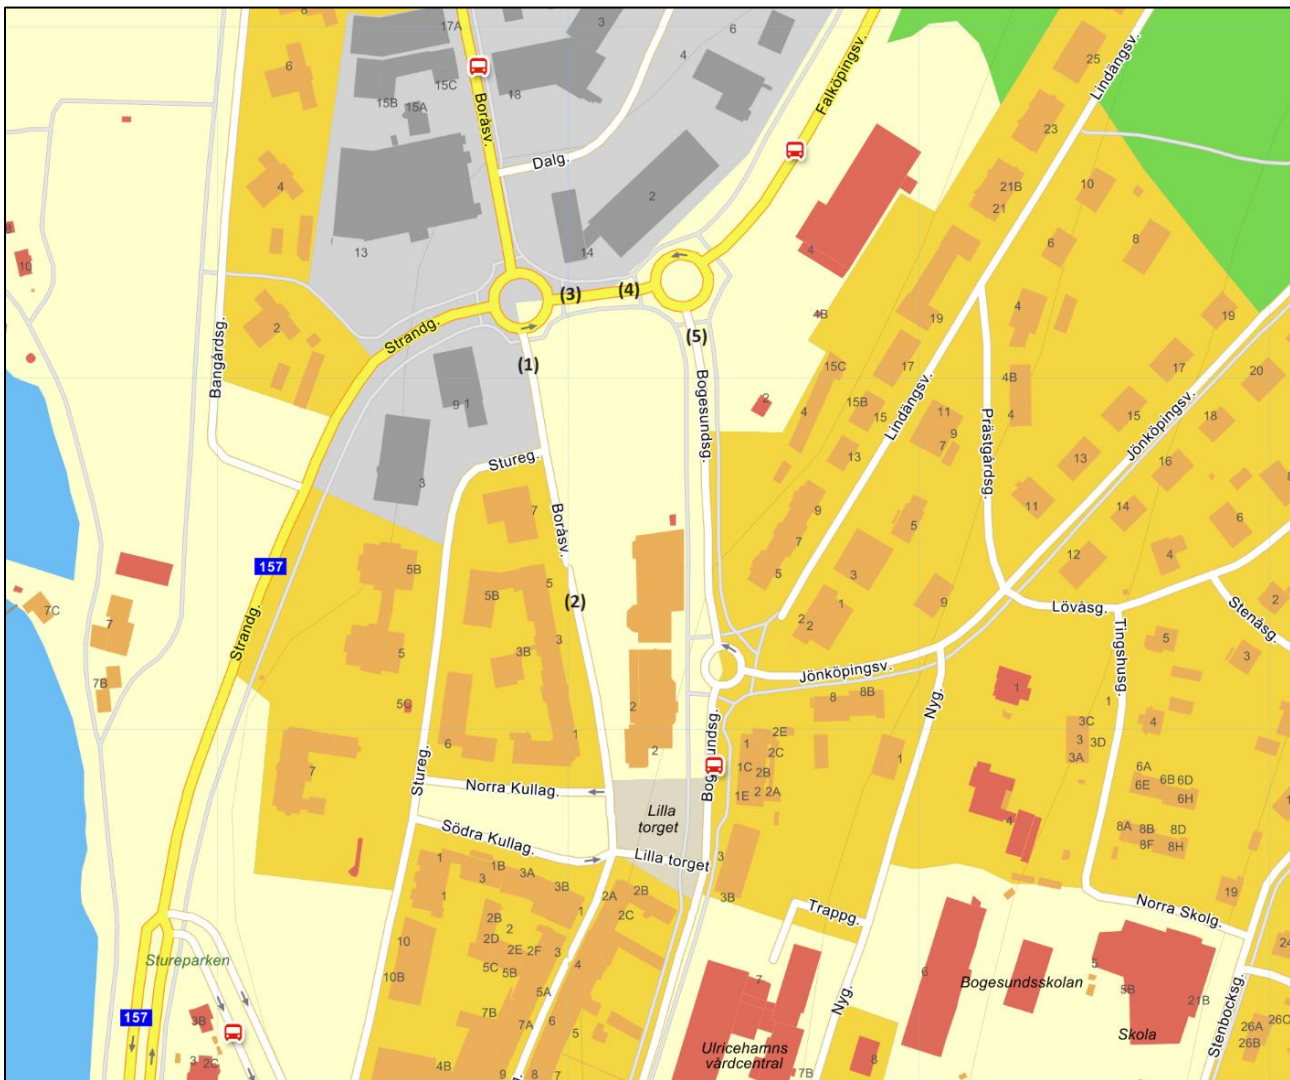 17A
3
6
4
25
8
6
15C
15B
15A
18
Boråsv.
Falköpingsv.
Lindängsv.
23
Dalg.
4
2
21B
21
10
13
14
4
6
8
10
(3)
(4)
(1)
(5)
4B
19
4
19
2
Strandg.
Bangårdsg.
Bogesundsg.
15C
17
17
20
9
1
2
4
15B
15
11
9
7
4B
4
15
18
Lindängsv.
Prästgårdsg.
Jönköpingsv.
13
13
16
Stureg.
3
7
9
7
5
11
14
6
Boråsv.
157
5B
5
5
3
12
4
5B
(2)
1
9
7C
7
3
2
2
Lövåsg.
Stenåsg.
2
Strandg.
5
3B
5
3
Tingshusg.
7B
5C
Jönköpingsv.
Nyg.
1
1
8
8B
2
Bogesundsg.
4
3C
3
3D
3A
6
1
2
1
2E
2C
1C
2B
1E
2
2A
1
7
Stureg.
Norra Kullag.
6A
6B
6D
6E
6H
Lilla
torget
4
8A
8B
8D
8F
8H
Södra Kullag.
Lilla torget
3
3B
1
1B
3A
3
3B
1
1
2A
2B
2C
19
Trappg.
Norra Skolg.
2B
2
2D
2E
2F
3
4
10
10B
5C
5B
5A
Stureparken
7
6
Bogesundsskolan
5
5B
21B
24
157
3B
7B
7A
6
5
Nyg.
Skola
Stenbocksg.
26A
26C
26B
3
2C
4B
9
8
7
Ulricehamns
vårdcentral
7B
8